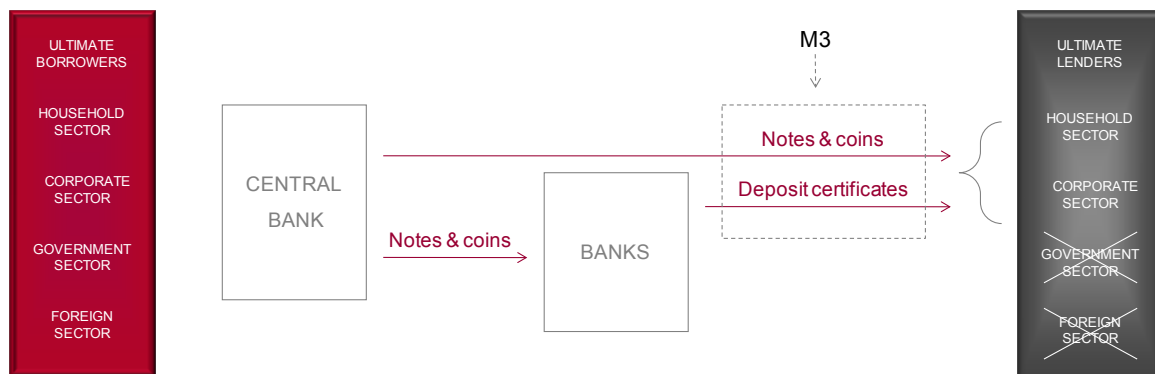 ULTIMATE
BORROWERS
HOUSEHOLD
SECTOR
CORPORATE
SECTOR
GOVERNMENT
SECTOR
FOREIGN
SECTOR
CENTRAL
BANK
Notes & coins
BANKS
M3
Notes & coins
Deposit certificates
ULTIMATE
LENDERS
HOUSEHOLD
SECTOR
CORPORATE
SECTOR
GOVERNMENT
SECTOR
FOREIGN
SECTOR